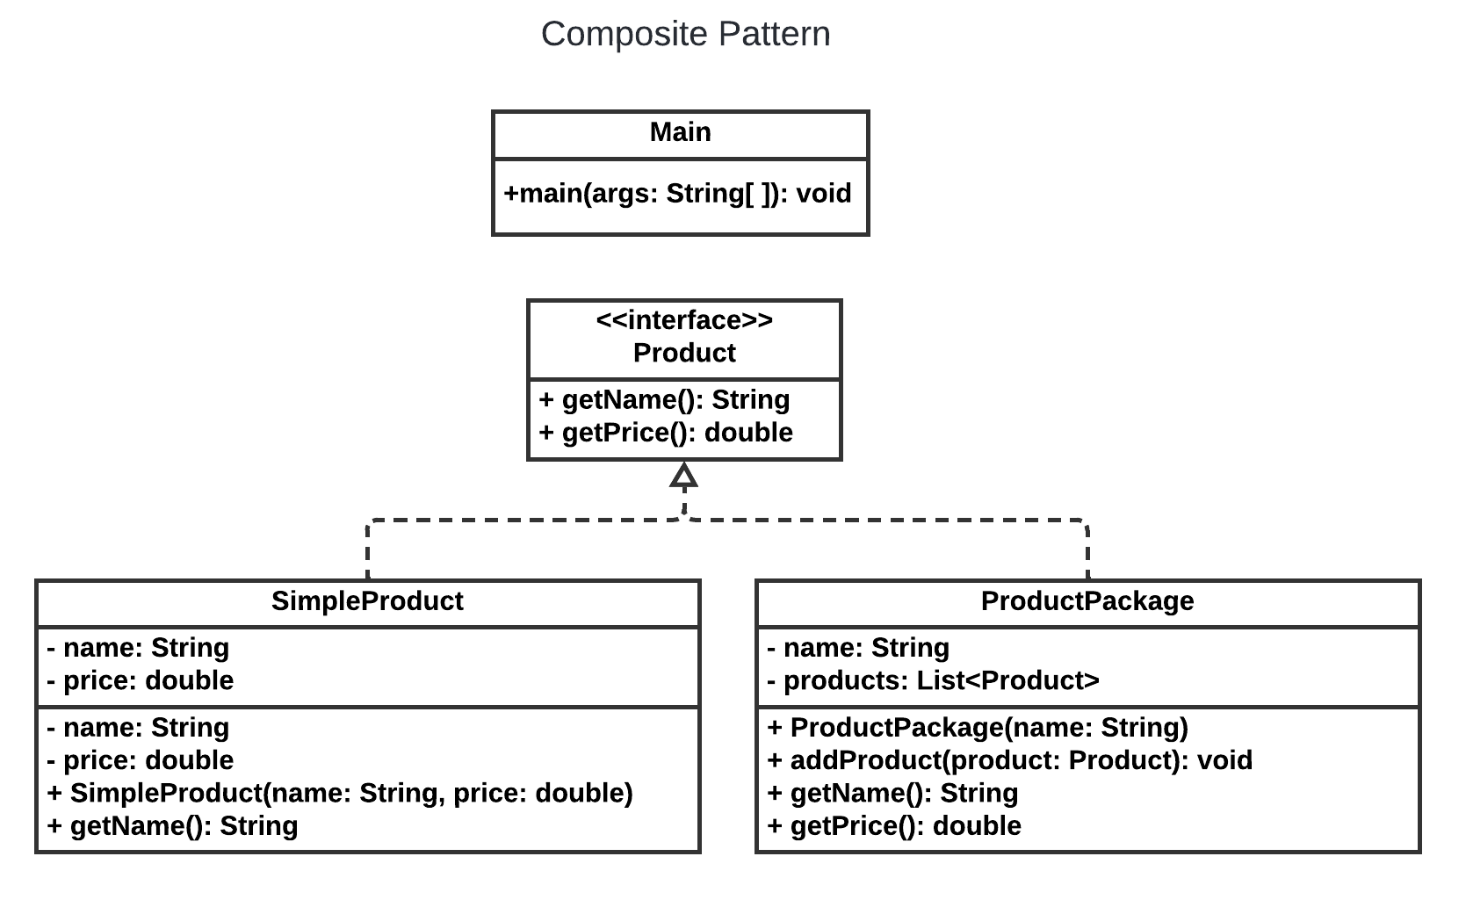 Composite Pattern
Main
+main(args: String[ ]): void
<<interface>>
Product
+ getName(): String
+ getPrice(): double
SimpleProduct
- name: String
- price: double
- name: String
- price: double
+ SimpleProduct(name: String, price: double)
+ getName(): String
ProductPackage
- name: String
- products: List<Product>
+ ProductPackage(name: String)
+ addProduct(product: Product): void
+ getName(): String
+ getPrice(): double